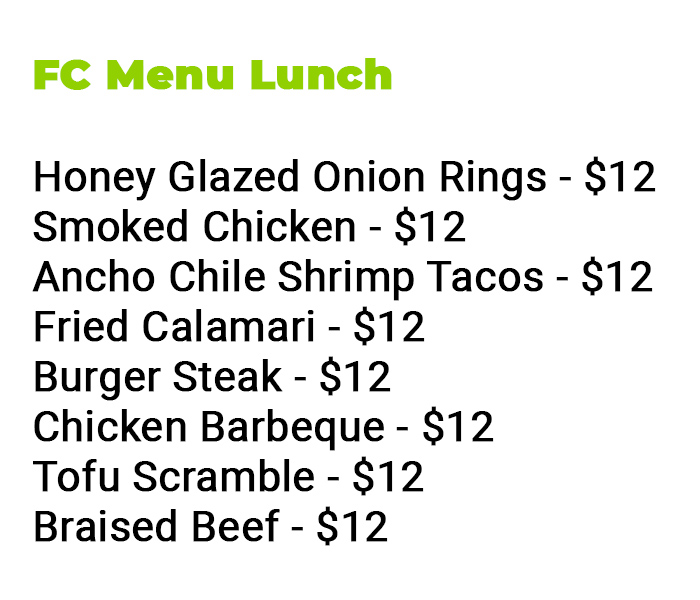 FC Menu Lunch
Honey Glazed Onion Rings - $12
Smoked Chicken - $12
Ancho Chile Shrimp Tacos - $12
Fried Calamari - $12
Burger Steak - $12
Chicken Barbeque - $12
Tofu Scramble - $12
Braised Beef - $12